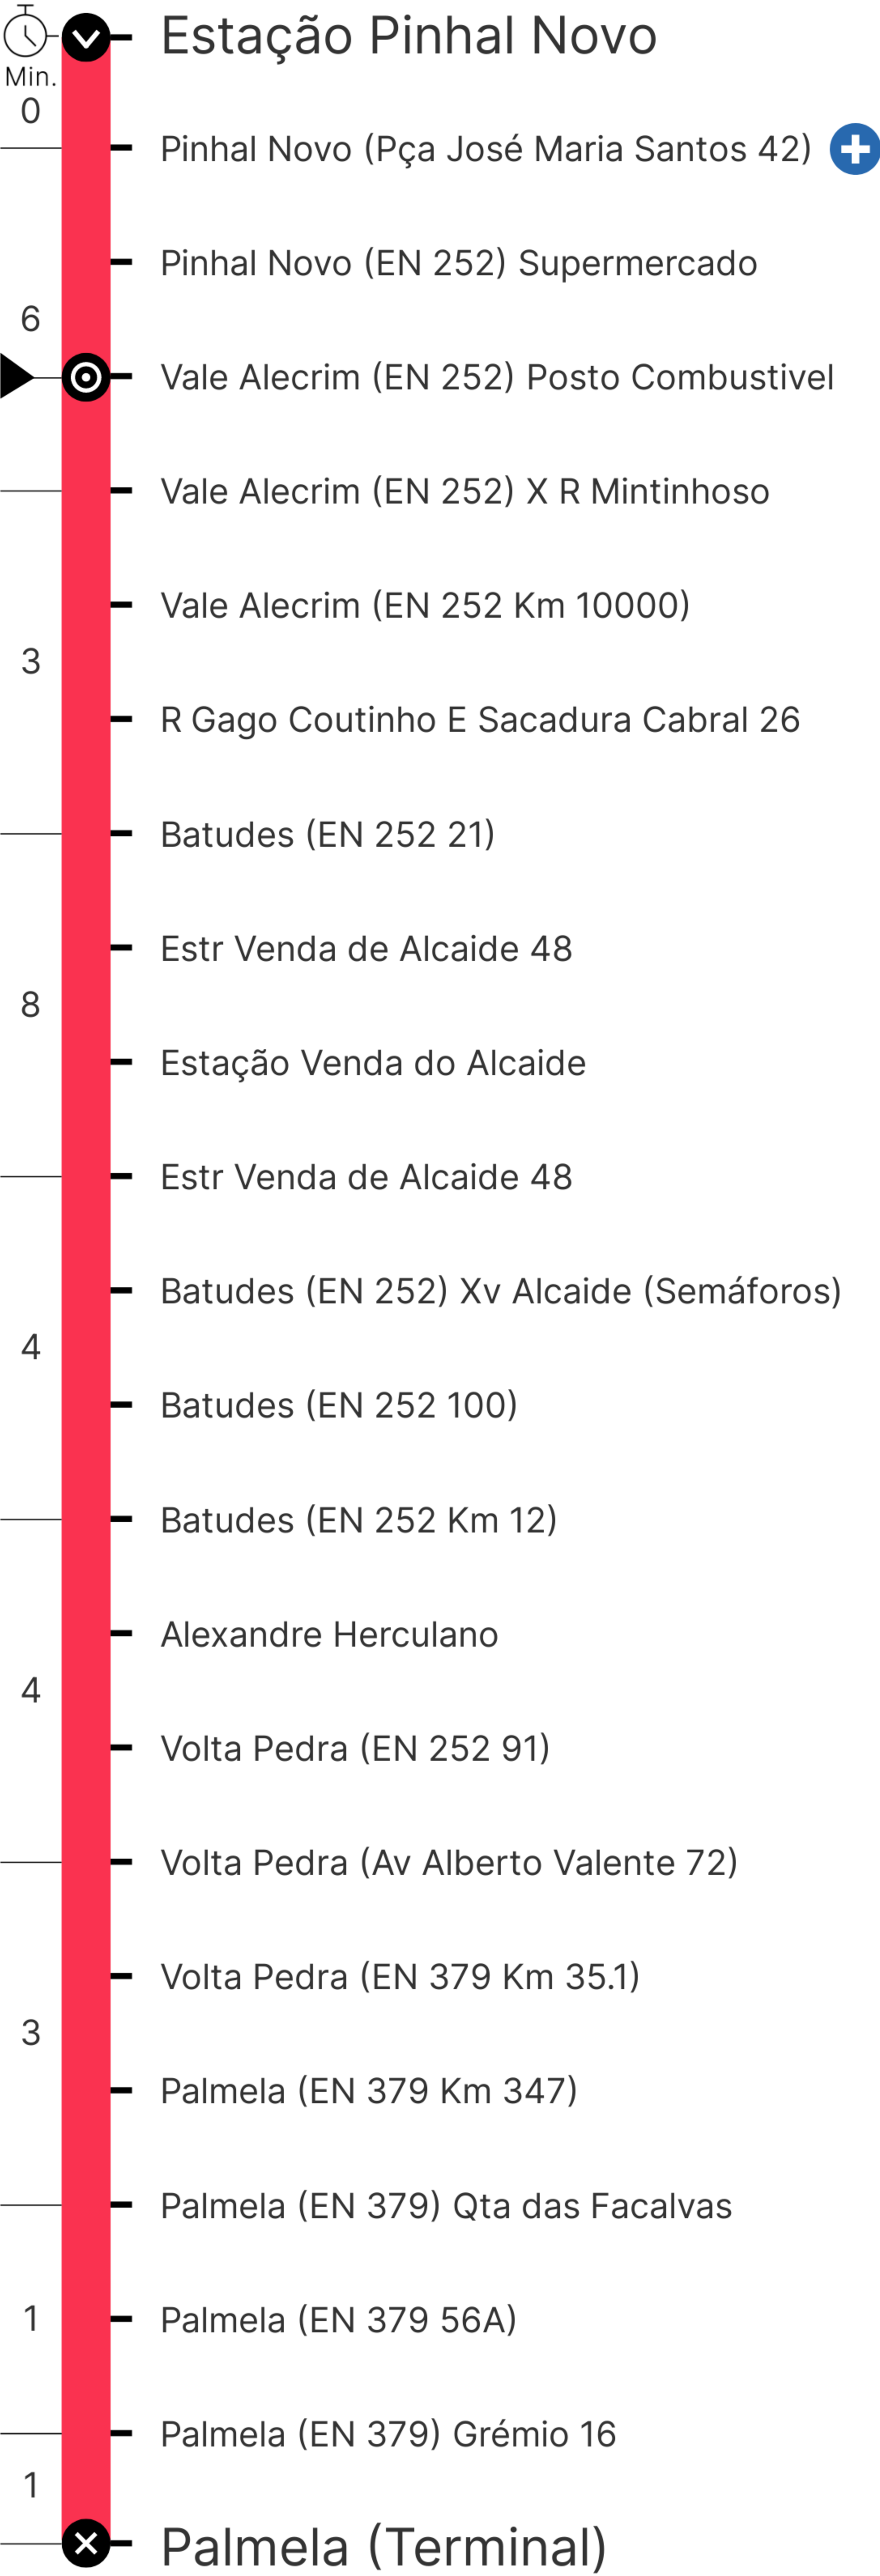 Estação Pinhal Novo
Min.
0
Pinhal Novo (Pça José Maria Santos 42)
Pinhal Novo (EN 252) Supermercado
6
Vale Alecrim (EN 252) Posto Combustivel
Vale Alecrim (EN 252) X R Mintinhoso
Vale Alecrim (EN 252 Km 10000)
3
R Gago Coutinho E Sacadura Cabral 26
Batudes (EN 252 21)
Estr Venda de Alcaide 48
8
Estação Venda do Alcaide
Estr Venda de Alcaide 48
Batudes (EN 252) Xv Alcaide (Semáforos)
4
Batudes (EN 252 100)
Batudes (EN 252 Km 12)
Alexandre Herculano
4
Volta Pedra (EN 252 91)
Volta Pedra (Av Alberto Valente 72)
Volta Pedra (EN 379 Km 35.1)
3
Palmela (EN 379 Km 347)
Palmela (EN 379) Qta das Facalvas
1
Palmela (EN 379 56A)
Palmela (EN 379) Grémio 16
1
Palmela (Terminal)